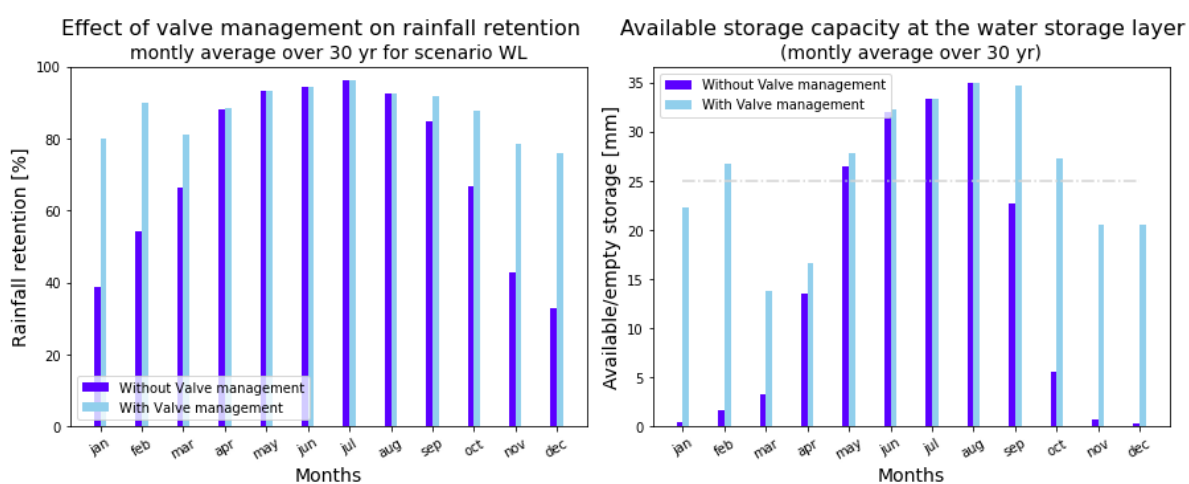 Effect of valve management on rainfall retention
montly average over 30 yr for scenario WL
100
80
60
40
20
0
Rainfall retention [%]
Without Valve management
With Valve management
jan feb mar apr may jun jul aug sep oct nov dec
Months
Available storage capacity at the water storage layer
(montly average over 30 yr)
35
30
25
20
15
10
5
0
Available/empty storage [mm]
Without Valve management
With Valve management
jan feb mar apr may jun jul aug sep oct nov dec
Months